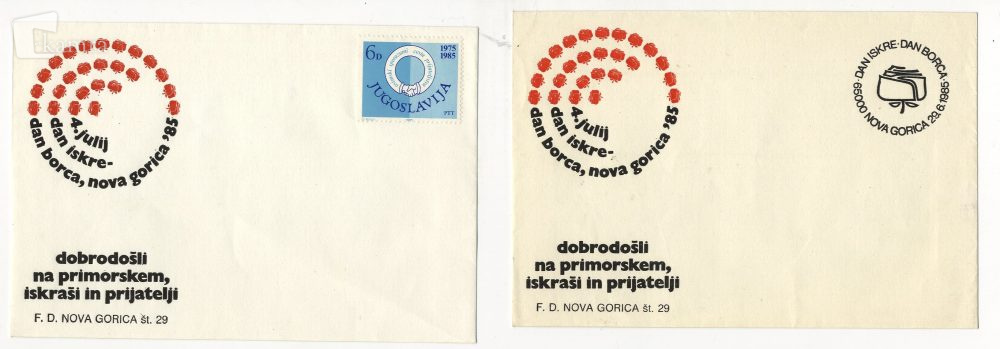 4. julij
dan iskre-
dan borca, nova gorica '85
dobrodošli
na primorskem,
iskraši in prijatelji
F. D. NOVA GORICA št. 29
6D
1975
1985
JUGOSLAVIJA
PTT
4. julij
dan iskre-
dan borca, nova gorica '85
dobrodošli
na primorskem,
iskraši in prijatelji
F. D. NOVA GORICA št. 29
· DAN ISKRE · DAN BORCA ·
65000 NOVA GORICA 29.6.1985